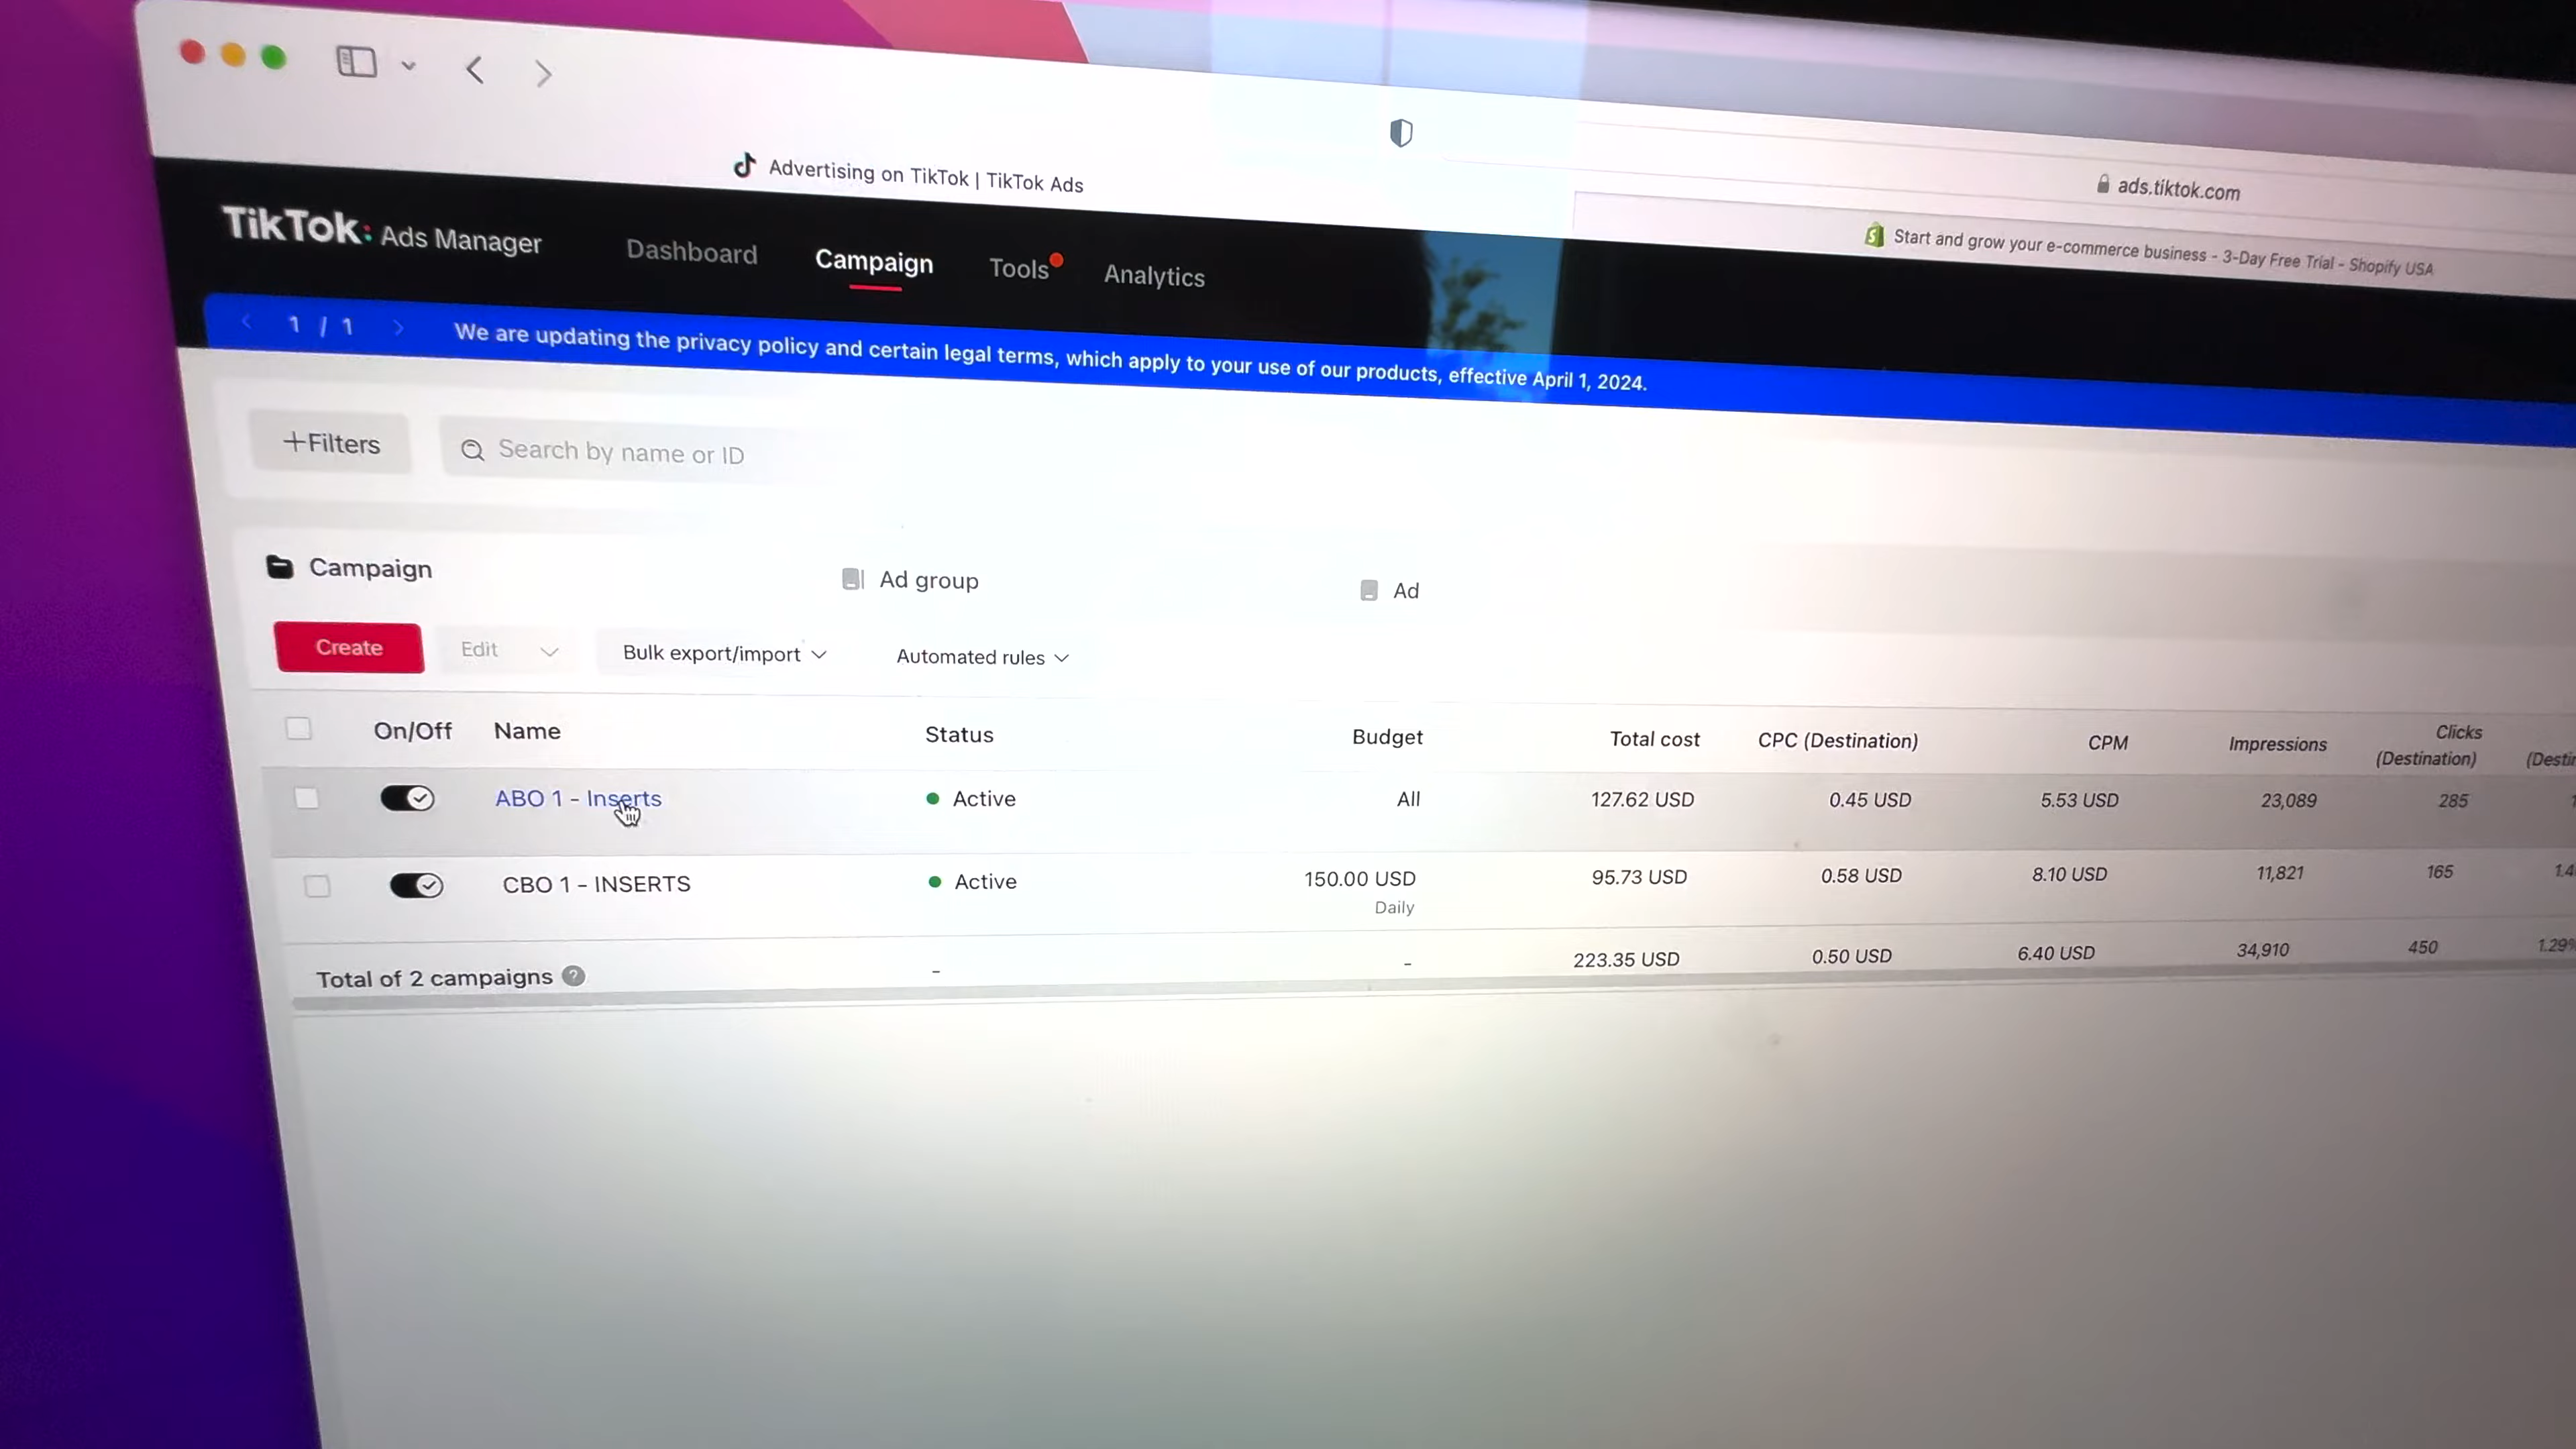 Advertising on TikTok | TikTok Ads
ads.tiktok.com
Start and grow your e-commerce business - 3-Day Free Trial - Shopify USA
TikTok: Ads Manager Dashboard Campaign Tools Analytics
1 / 1 We are updating the privacy policy and certain legal terms, which apply to your use of our products, effective April 1, 2024.
+Filters Search by name or ID
Campaign Ad group Ad
Create Edit Bulk export/import Automated rules
On/Off Name Status Budget Total cost CPC (Destination) CPM Impressions Clicks (Destination)
ABO 1 - Inserts Active All 127.62 USD 0.45 USD 5.53 USD 23,089 285
CBO 1 - INSERTS Active 150.00 USD 95.73 USD 0.58 USD 8.10 USD 11,821 165
Daily
Total of 2 campaigns ? - - 223.35 USD 0.50 USD 6.40 USD 34,910 450 1.29%